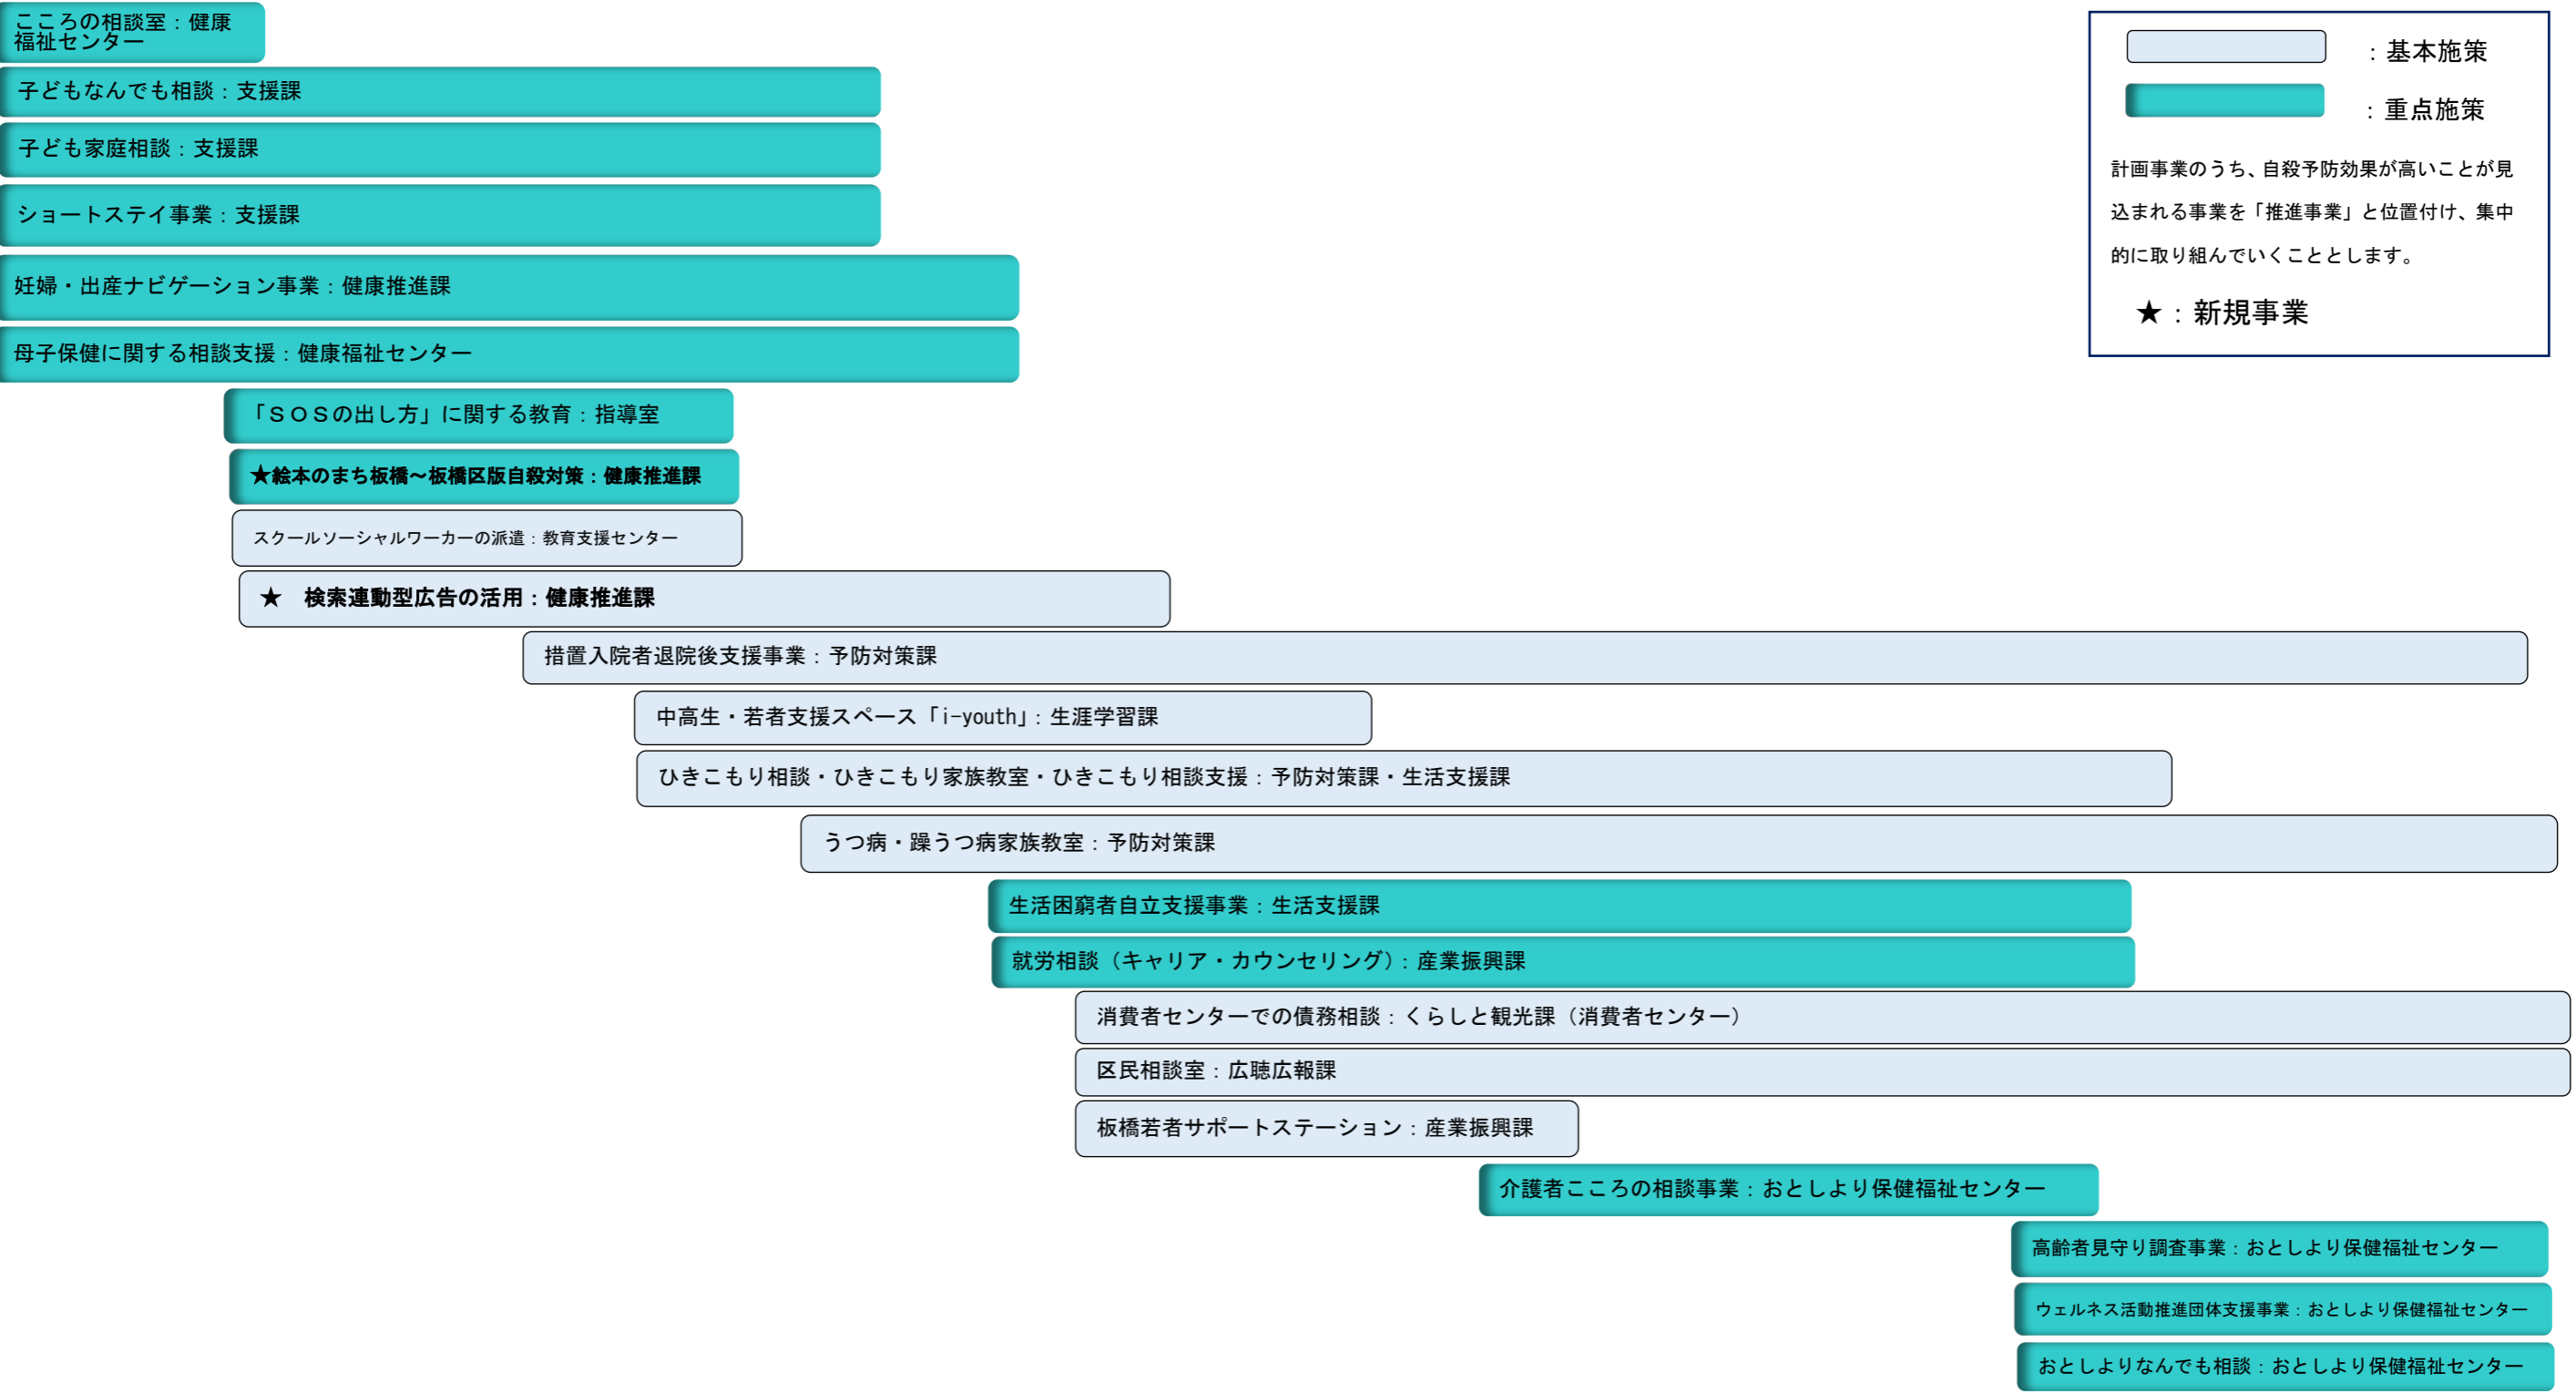 こころの相談室：健康
福祉センター
子どもなんでも相談：支援課
子ども家庭相談：支援課
ショートステイ事業：支援課
妊婦・出産ナビゲーション事業：健康推進課
母子保健に関する相談支援：健康福祉センター
「ＳＯＳの出し方」に関する教育：指導室
★絵本のまち板橋～板橋区版自殺対策：健康推進課
スクールソーシャルワーカーの派遣：教育支援センター
★　検索連動型広告の活用：健康推進課
措置入院者退院後支援事業：予防対策課
中高生・若者支援スペース「i-youth」：生涯学習課
ひきこもり相談・ひきこもり家族教室・ひきこもり相談支援：予防対策課・生活支援課
うつ病・躁うつ病家族教室：予防対策課
生活困窮者自立支援事業：生活支援課
就労相談（キャリア・カウンセリング）：産業振興課
消費者センターでの債務相談：くらしと観光課（消費者センター）
区民相談室：広聴広報課
板橋若者サポートステーション：産業振興課
介護者こころの相談事業：おとしより保健福祉センター
高齢者見守り調査事業：おとしより保健福祉センター
ウェルネス活動推進団体支援事業：おとしより保健福祉センター
おとしよりなんでも相談：おとしより保健福祉センター
：基本施策
：重点施策
計画事業のうち、自殺予防効果が高いことが見
込まれる事業を「推進事業」と位置付け、集中
的に取り組んでいくこととします。
★：新規事業